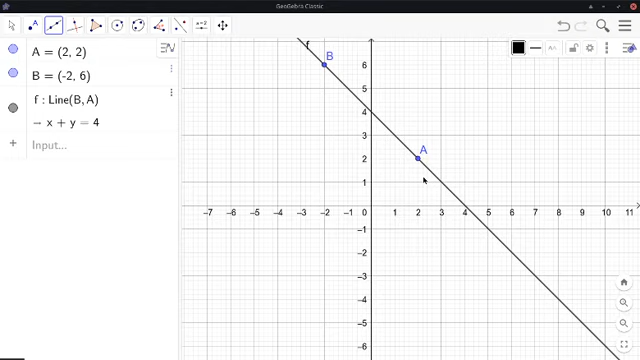 GeoGebra Classic
a=2
A = (2, 2)
B = (-2, 6)
f : Line(B, A)
→ x + y = 4
Input...
f
B
A
6
5
4
3
2
1
-7 -6 -5 -4 -3 -2 -1 0 1 2 3 4 5 6 7 8 9 10 11
-1
-2
-3
-4
-5
-6